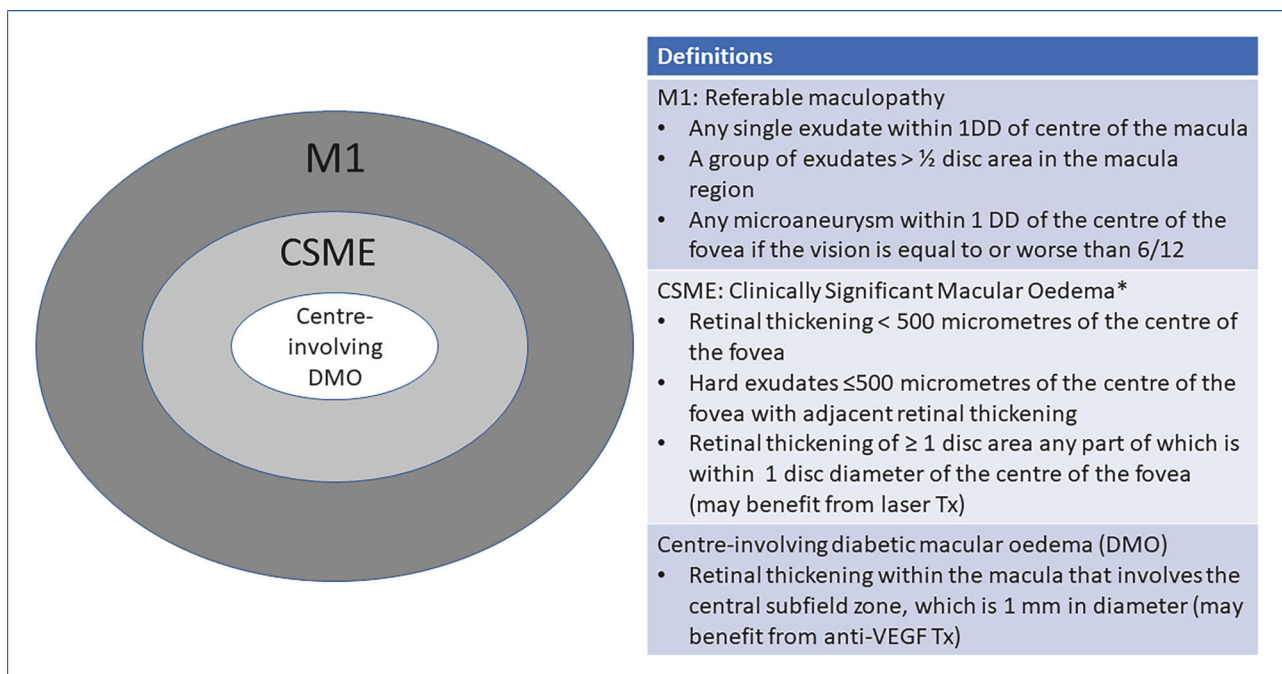 M1
CSME
Centre-
involving
DMO
Definitions
M1: Referable maculopathy
• Any single exudate within 1DD of centre of the macula
• A group of exudates > ½ disc area in the macula
region
• Any microaneurysm within 1 DD of the centre of the
fovea if the vision is equal to or worse than 6/12
CSME: Clinically Significant Macular Oedema*
• Retinal thickening < 500 micrometres of the centre of
the fovea
• Hard exudates ≤500 micrometres of the centre of the
fovea with adjacent retinal thickening
• Retinal thickening of ≥ 1 disc area any part of which is
within 1 disc diameter of the centre of the fovea
(may benefit from laser Tx)
Centre-involving diabetic macular oedema (DMO)
• Retinal thickening within the macula that involves the
central subfield zone, which is 1 mm in diameter (may
benefit from anti-VEGF Tx)